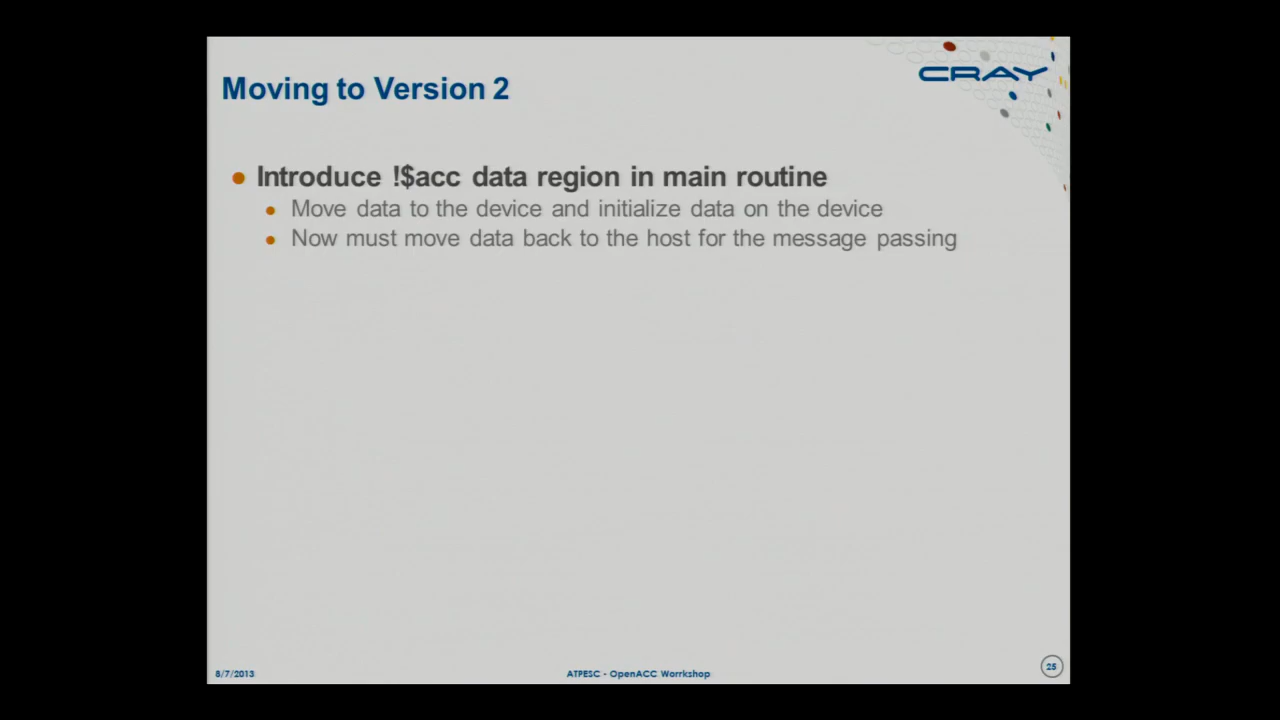 CRAY
Moving to Version 2
Introduce !$acc data region in main routine
Move data to the device and initialize data on the device
Now must move data back to the host for the message passing
8/7/2013
ATPESC - OpenACC Worrkshop
25